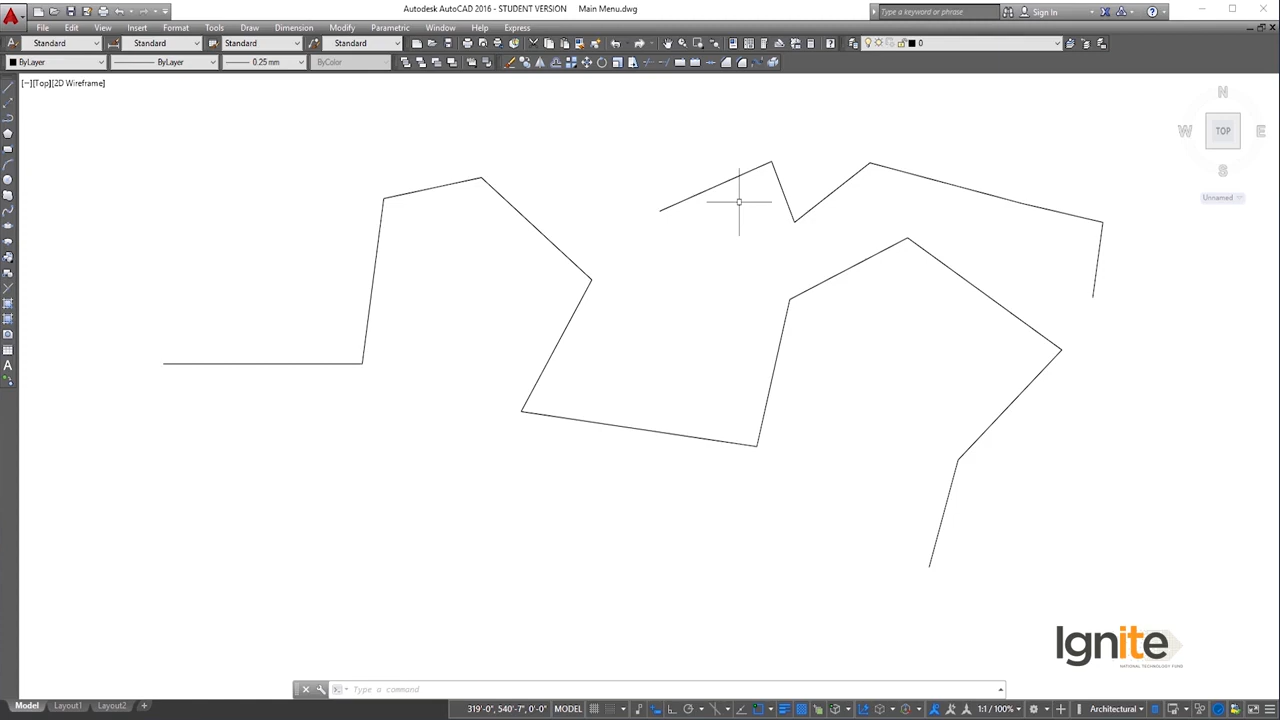 Autodesk AutoCAD 2016 - STUDENT VERSION Main Menu.dwg
Type a keyword or phrase
Sign In
File Edit View Insert Format Tools Draw Dimension Modify Parametric Window Help Express
Standard Standard Standard Standard 0
ByLayer ByLayer 0.25 mm ByColor
[−][Top][2D Wireframe]
N
W TOP E
S
Unnamed
Ignite
NATIONAL TECHNOLOGY FUND
Type a command
Model Layout1 Layout2 + 319'-0", 540'-7", 0'-0" MODEL 1:1 / 100% Architectural